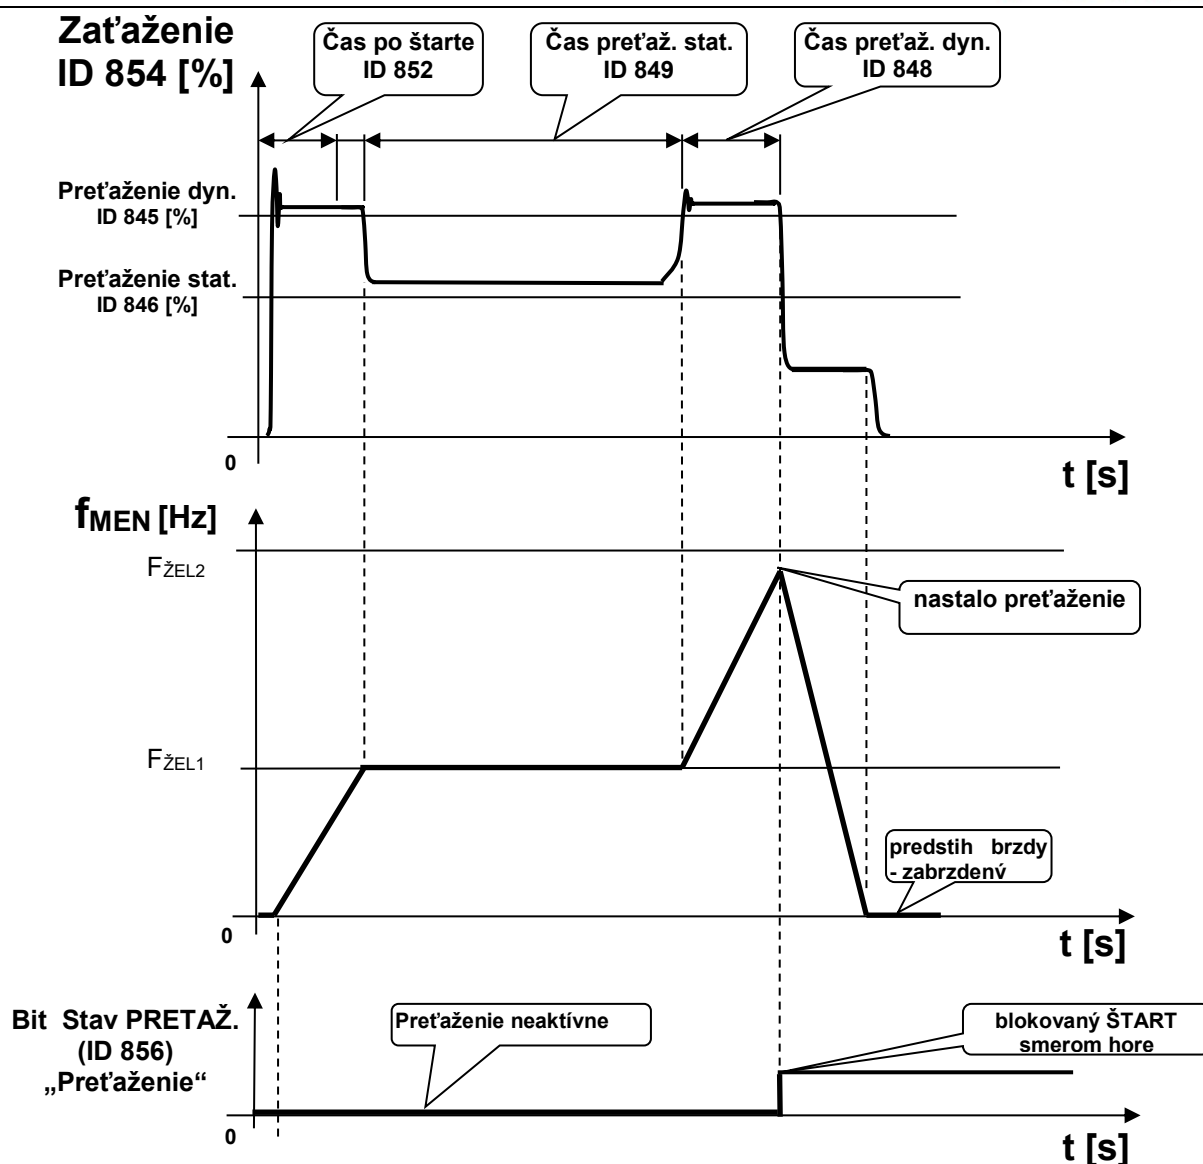 Zaťaženie
ID 854 [%]
Čas po štarte
ID 852
Čas preťaž. stat.
ID 849
Čas preťaž. dyn.
ID 848
Preťaženie dyn.
ID 845 [%]
Preťaženie stat.
ID 846 [%]
0
t [s]
fMEN [Hz]
FŽEL2
nastalo preťaženie
FŽEL1
predstih brzdy
- zabrzdený
0
t [s]
Bit Stav PRETAŽ.
(ID 856)
„Preťaženie“
Preťaženie neaktívne
blokovaný ŠTART
smerom hore
0
t [s]